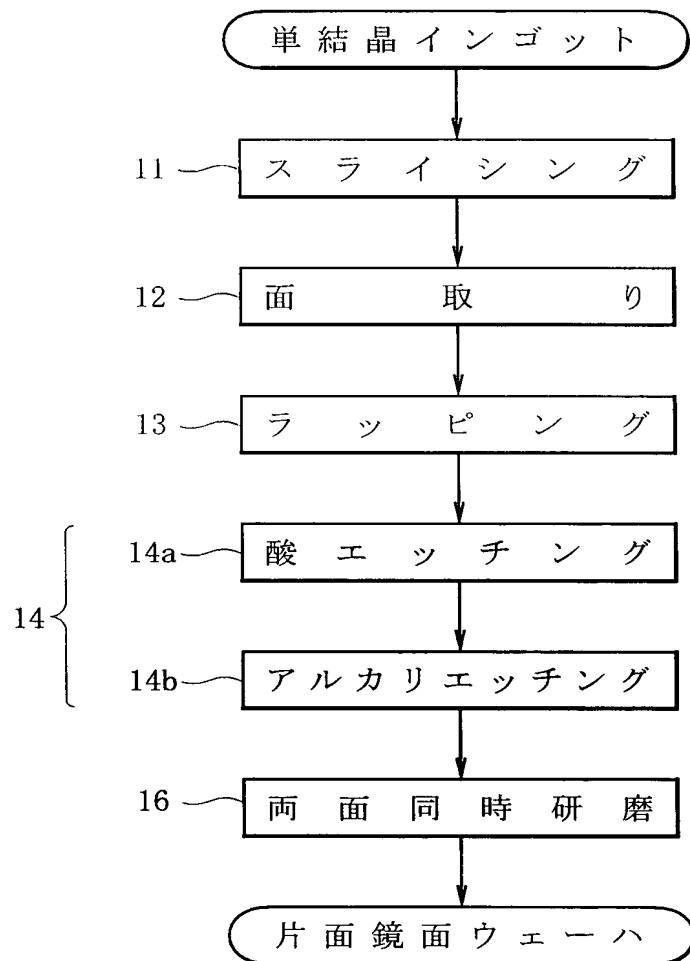 単結晶インゴット
11 スライシング
12 面取り
13 ラッピング
14a 酸エッチング
14
14b アルカリエッチング
16 両面同時研磨
片面鏡面ウェーハ